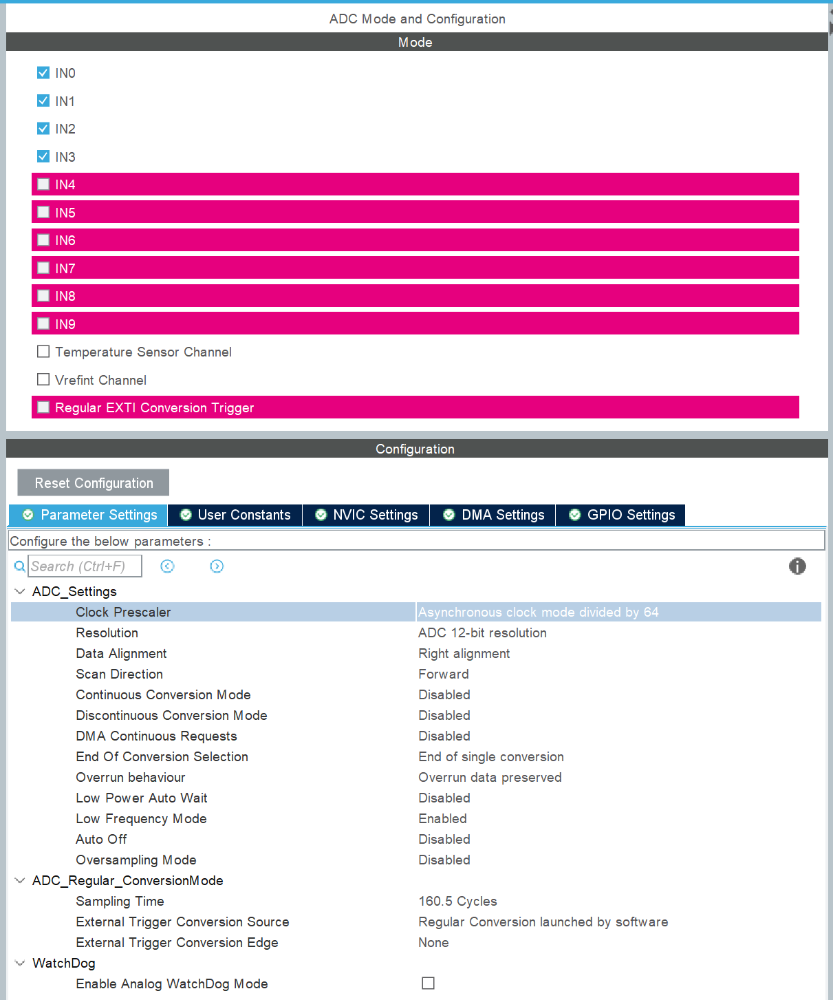 ADC Mode and Configuration
Mode
IN0
IN1
IN2
IN3
IN4
IN5
IN6
IN7
IN8
IN9
Temperature Sensor Channel
Vrefint Channel
Regular EXTI Conversion Trigger
Configuration
Reset Configuration
Parameter Settings User Constants NVIC Settings DMA Settings GPIO Settings
Configure the below parameters :
Search (Ctrl+F)
ADC_Settings
Clock Prescaler Asynchronous clock mode divided by 64
Resolution ADC 12-bit resolution
Data Alignment Right alignment
Scan Direction Forward
Continuous Conversion Mode Disabled
Discontinuous Conversion Mode Disabled
DMA Continuous Requests Disabled
End Of Conversion Selection End of single conversion
Overrun behaviour Overrun data preserved
Low Power Auto Wait Disabled
Low Frequency Mode Enabled
Auto Off Disabled
Oversampling Mode Disabled
ADC_Regular_ConversionMode
Sampling Time 160.5 Cycles
External Trigger Conversion Source Regular Conversion launched by software
External Trigger Conversion Edge None
WatchDog
Enable Analog WatchDog Mode